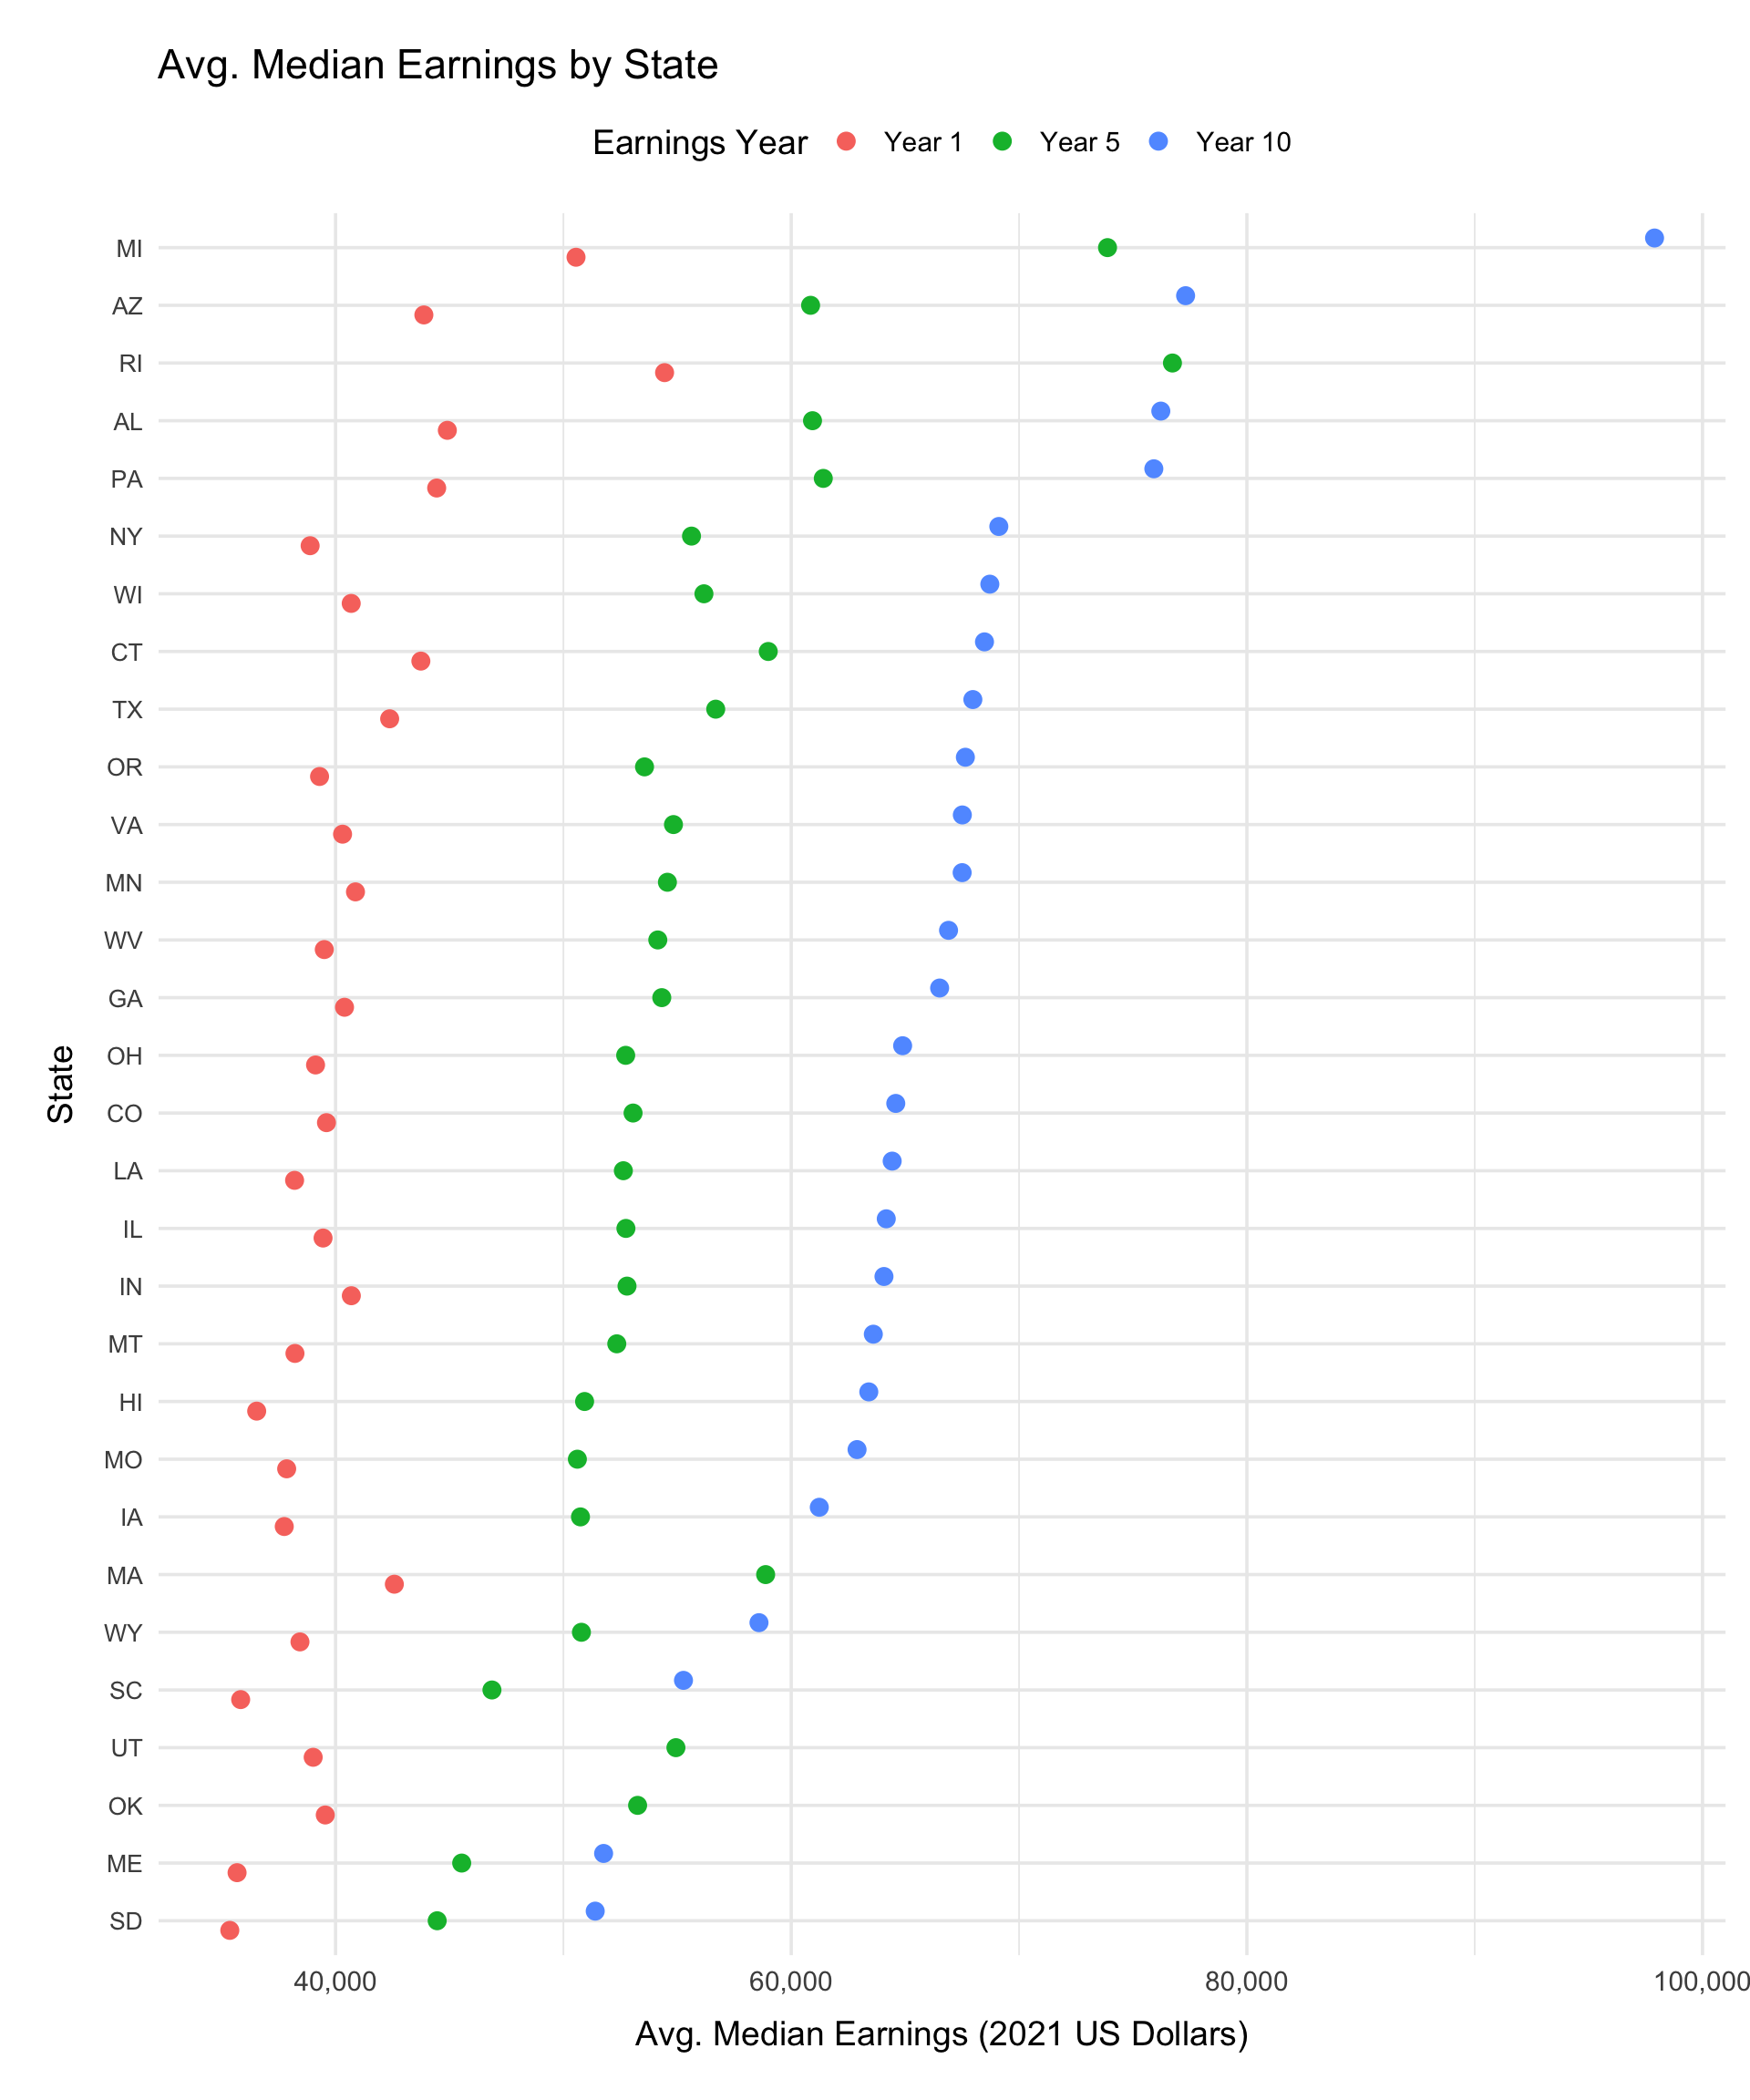 Avg. Median Earnings by State
Earnings Year Year 1 Year 5 Year 10
MI
AZ
RI
AL
PA
NY
WI
CT
TX
OR
VA
MN
WV
GA
OH
CO
LA
IL
IN
MT
HI
MO
IA
MA
WY
SC
UT
OK
ME
SD
State
40,000 60,000 80,000 100,000
Avg. Median Earnings (2021 US Dollars)